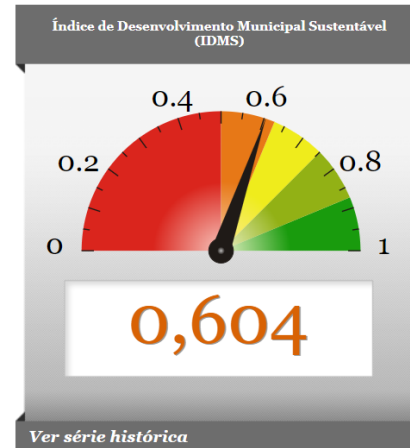 Índice de Desenvolvimento Municipal Sustentável
(IDMS)
0.4
0.6
0.2
0.8
0
1
0,604
Ver série histórica